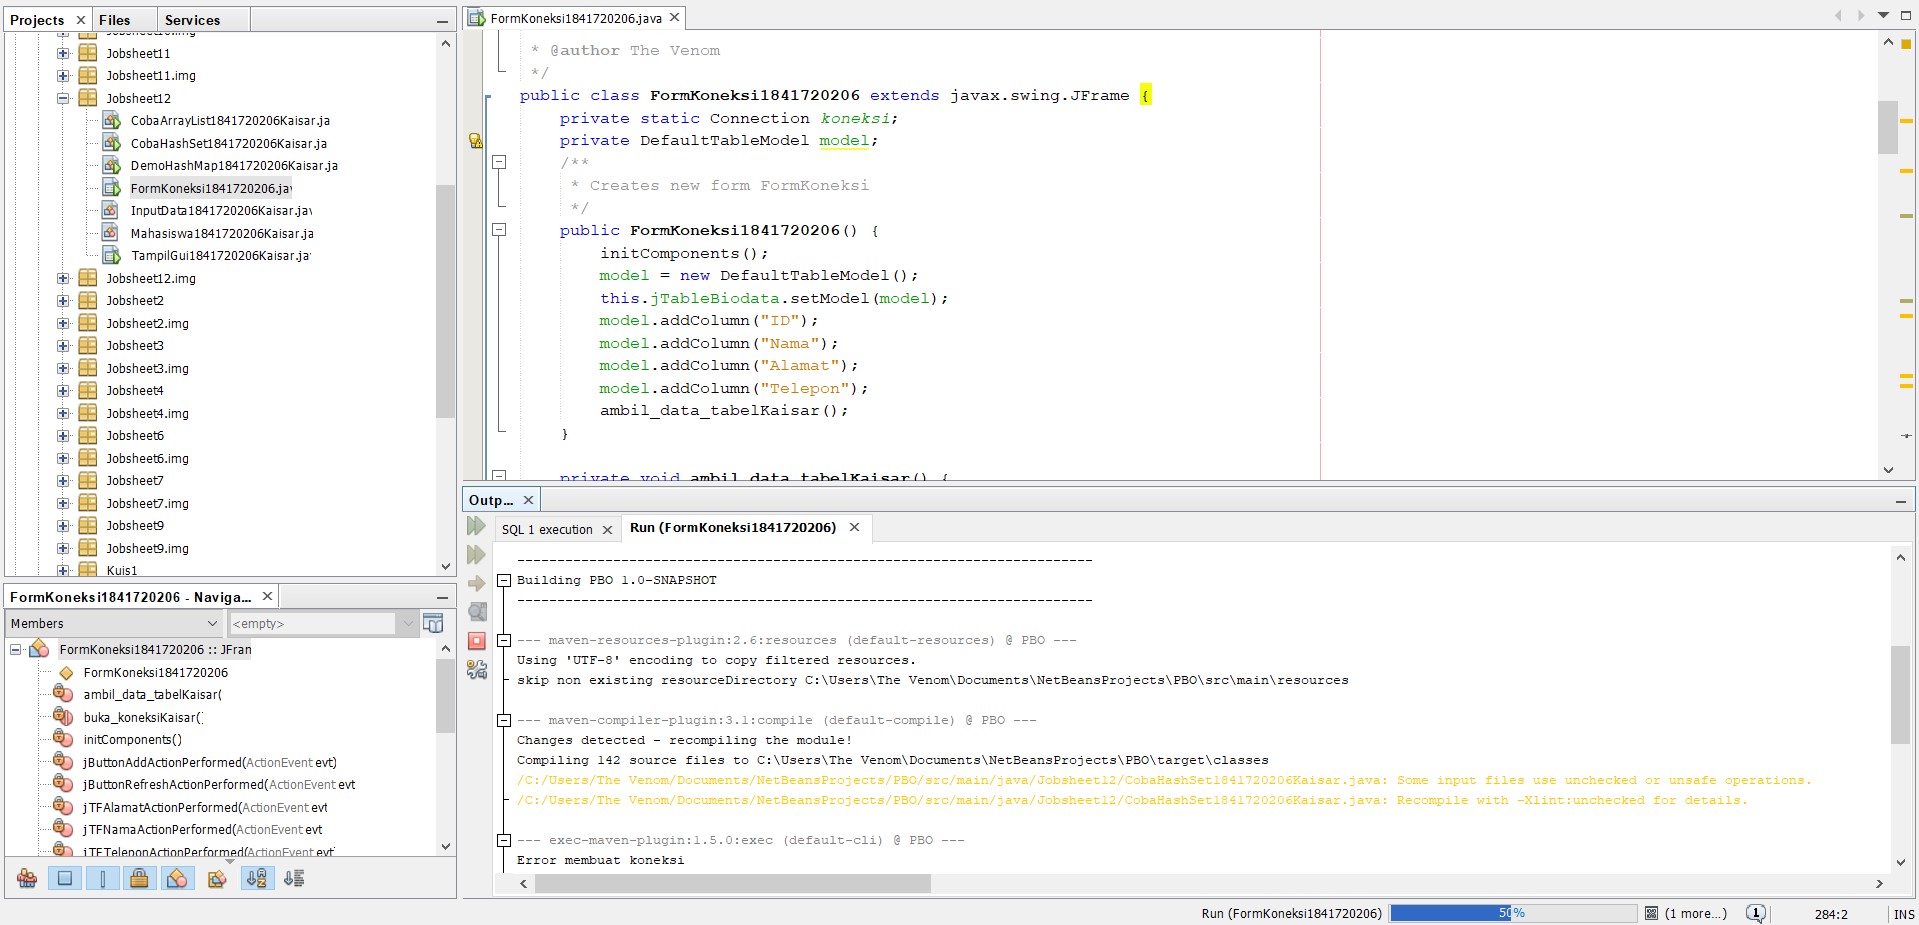 Projects
Files
Services
Jobsheet11
Jobsheet11.img
Jobsheet12
CobaArrayList1841720206Kaisar.ja
CobaHashSet1841720206Kaisar.ja
DemoHashMap1841720206Kaisar.ja
FormKoneksi1841720206.jav
InputData1841720206Kaisar.jav
Mahasiswa1841720206Kaisar.ja
TampilGui1841720206Kaisar.ja
Jobsheet12.img
Jobsheet2
Jobsheet2.img
Jobsheet3
Jobsheet3.img
Jobsheet4
Jobsheet4.img
Jobsheet6
Jobsheet6.img
Jobsheet7
Jobsheet7.img
Jobsheet9
Jobsheet9.img
Kuis1
FormKoneksi1841720206 - Naviga...
Members
<empty>
FormKoneksi1841720206 :: JFran
FormKoneksi1841720206
ambil_data_tabelKaisar(
buka_koneksiKaisar()
initComponents()
jButtonAddActionPerformed(ActionEvent evt)
jButtonRefreshActionPerformed(ActionEvent evt
jTFAlamatActionPerformed(ActionEvent evt
jTFNamaActionPerformed(ActionEvent evt
jTFTeleponActionPerformed(ActionEvent evt
FormKoneksi1841720206.java
* @author The Venom
*/
public class FormKoneksi1841720206 extends javax.swing.JFrame {
private static Connection koneksi;
private DefaultTableModel model;
/**
* Creates new form FormKoneksi
*/
public FormKoneksi1841720206() {
initComponents();
model = new DefaultTableModel();
this.jTableBiodata.setModel(model);
model.addColumn("ID");
model.addColumn("Nama");
model.addColumn("Alamat");
model.addColumn("Telepon");
ambil_data_tabelKaisar();
}
private void ambil_data_tabelKaisar() {
Outp...
SQL 1 execution
Run (FormKoneksi1841720206)
------------------------------------------------------------------------
Building PBO 1.0-SNAPSHOT
------------------------------------------------------------------------
--- maven-resources-plugin:2.6:resources (default-resources) @ PBO ---
Using 'UTF-8' encoding to copy filtered resources.
skip non existing resourceDirectory C:\Users\The Venom\Documents\NetBeansProjects\PBO\src\main\resources
--- maven-compiler-plugin:3.1:compile (default-compile) @ PBO ---
Changes detected - recompiling the module!
Compiling 142 source files to C:\Users\The Venom\Documents\NetBeansProjects\PBO\target\classes
/C:/Users/The Venom/Documents/NetBeansProjects/PBO/src/main/java/Jobsheet12/CobaHashSet1841720206Kaisar.java: Some input files use unchecked or unsafe operations.
/C:/Users/The Venom/Documents/NetBeansProjects/PBO/src/main/java/Jobsheet12/CobaHashSet1841720206Kaisar.java: Recompile with -Xlint:unchecked for details.
--- exec-maven-plugin:1.5.0:exec (default-cli) @ PBO ---
Error membuat koneksi
Run (FormKoneksi1841720206)
50%
(1 more...)
1
284:2
INS